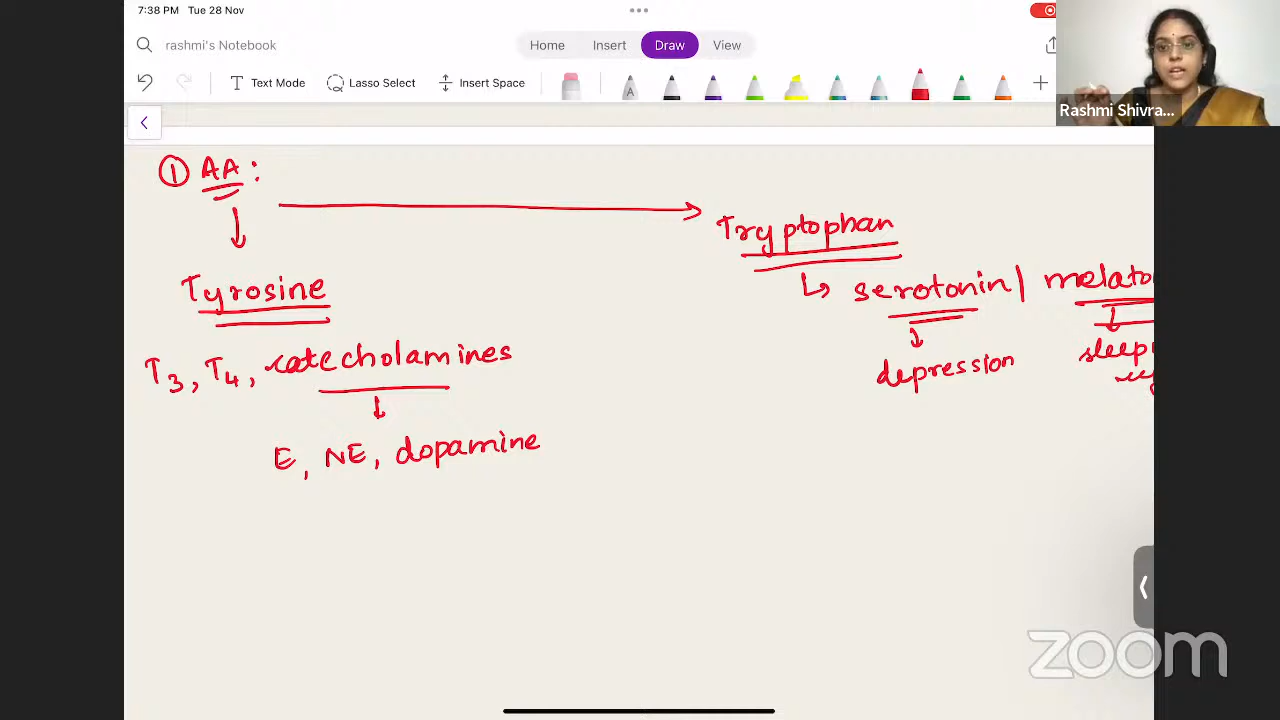 7:38 PM Tue 28 Nov
rashmi's Notebook
Home Insert Draw View
Text Mode Lasso Select Insert Space
A
Rashmi Shivra...
① AA:
Tryptophan
Tyrosine
serotonin / melato
T3, T4, catecholamines
depression
sleep
E, NE, dopamine
zoom